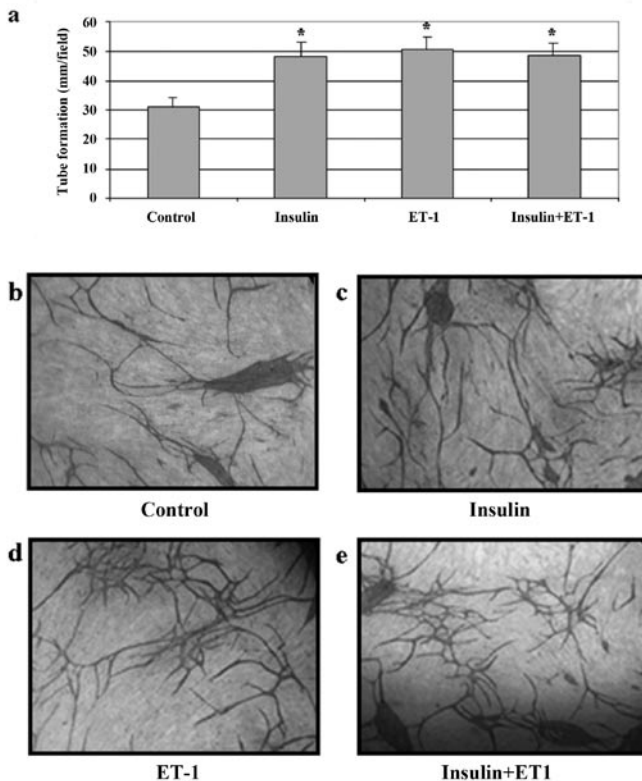 a
Tube formation (mm/field)
60
50
40
30
20
10
0
* * *
Control Insulin ET-1 Insulin+ET-1
b
c
Control
Insulin
d
e
ET-1
Insulin+ET1